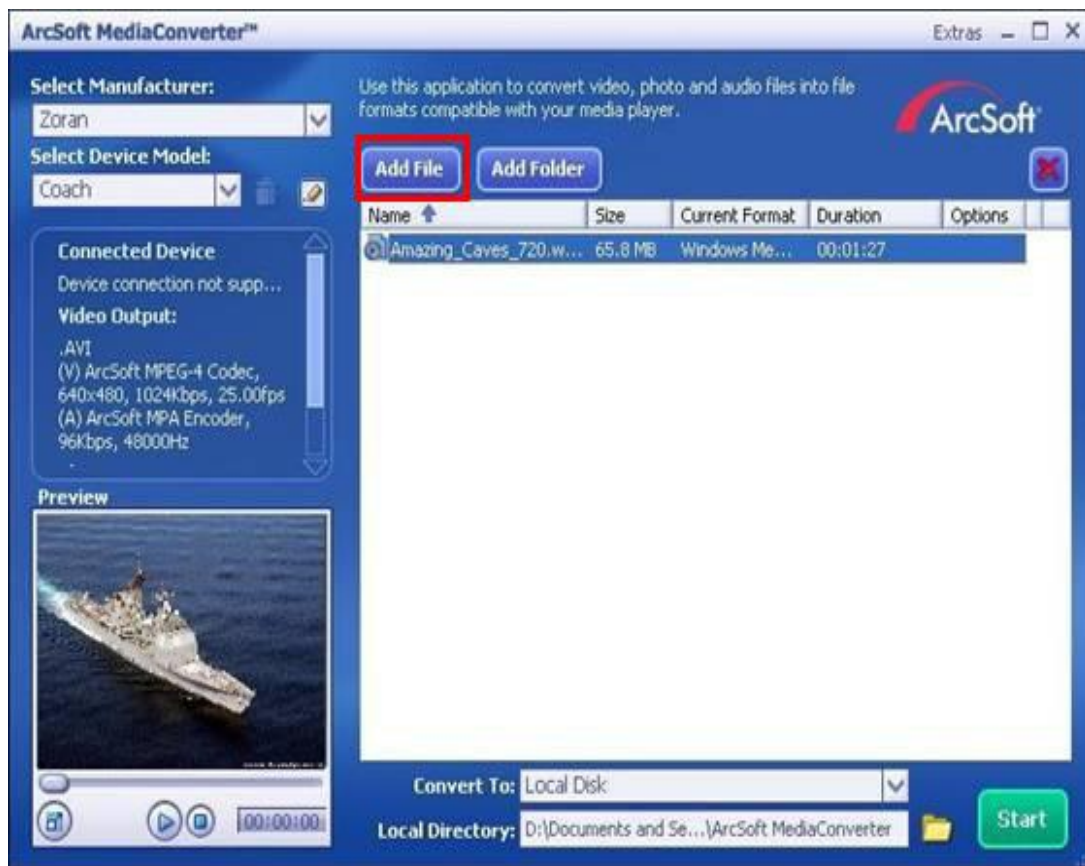 ArcSoft MediaConverter™
Extras
Select Manufacturer:
Zoran
Select Device Model:
Coach
Use this application to convert video, photo and audio files into file
formats compatible with your media player.
ArcSoft
Add File
Add Folder
Name
Size
Current Format
Duration
Options
Amazing_Caves_720.w...
65.8 MB
Windows Me...
00:01:27
Connected Device
Device connection not supp...
Video Output:
.AVI
(V) ArcSoft MPEG-4 Codec,
640x480, 1024Kbps, 25.00fps
(A) ArcSoft MPA Encoder,
96Kbps, 48000Hz
Preview
00:00:00
Convert To:
Local Disk
Local Directory:
D:\Documents and Se...\ArcSoft MediaConverter
Start